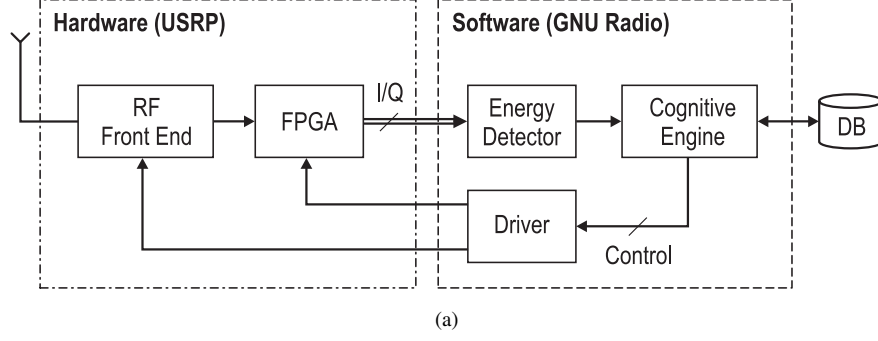 Hardware (USRP)
Software (GNU Radio)
RF
Front End
FPGA
I/Q
Energy
Detector
Cognitive
Engine
DB
Driver
Control
(a)